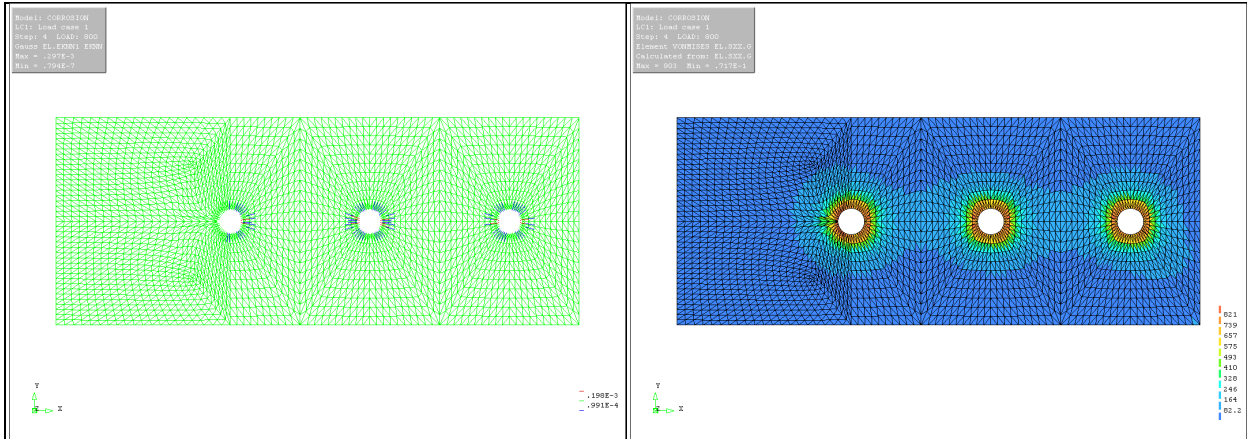 Model: CORROSION
LC1: Load case 1
Step: 4 LOAD: 800
Gauss EL.EKNN1 EKNN
Max = .297E-3
Min = .794E-7
Y
Z X
.198E-3
.991E-4
Model: CORROSION
LC1: Load case 1
Step: 4 LOAD: 800
Element VONMISES EL.SXX.G
Calculated from: EL.SXX.G
Max = 903 Min = .717E-1
821
739
657
575
493
410
328
246
164
82.2
Y
Z X